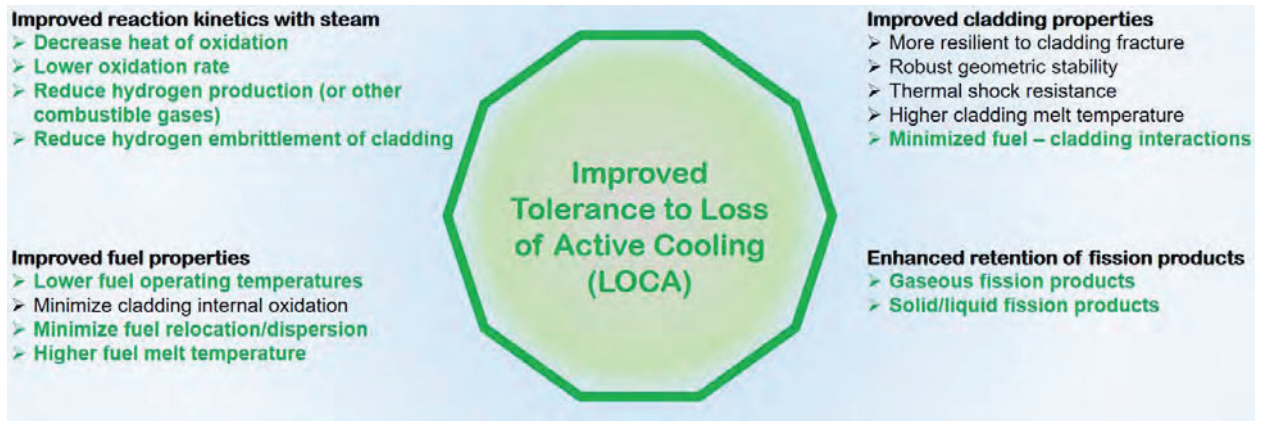 Improved reaction kinetics with steam
➢ Decrease heat of oxidation
➢ Lower oxidation rate
➢ Reduce hydrogen production (or other
combustible gases)
➢ Reduce hydrogen embrittlement of cladding
Improved cladding properties
➢ More resilient to cladding fracture
➢ Robust geometric stability
➢ Thermal shock resistance
➢ Higher cladding melt temperature
➢ Minimized fuel – cladding interactions
Improved
Tolerance to Loss
of Active Cooling
(LOCA)
Improved fuel properties
➢ Lower fuel operating temperatures
➢ Minimize cladding internal oxidation
➢ Minimize fuel relocation/dispersion
➢ Higher fuel melt temperature
Enhanced retention of fission products
➢ Gaseous fission products
➢ Solid/liquid fission products